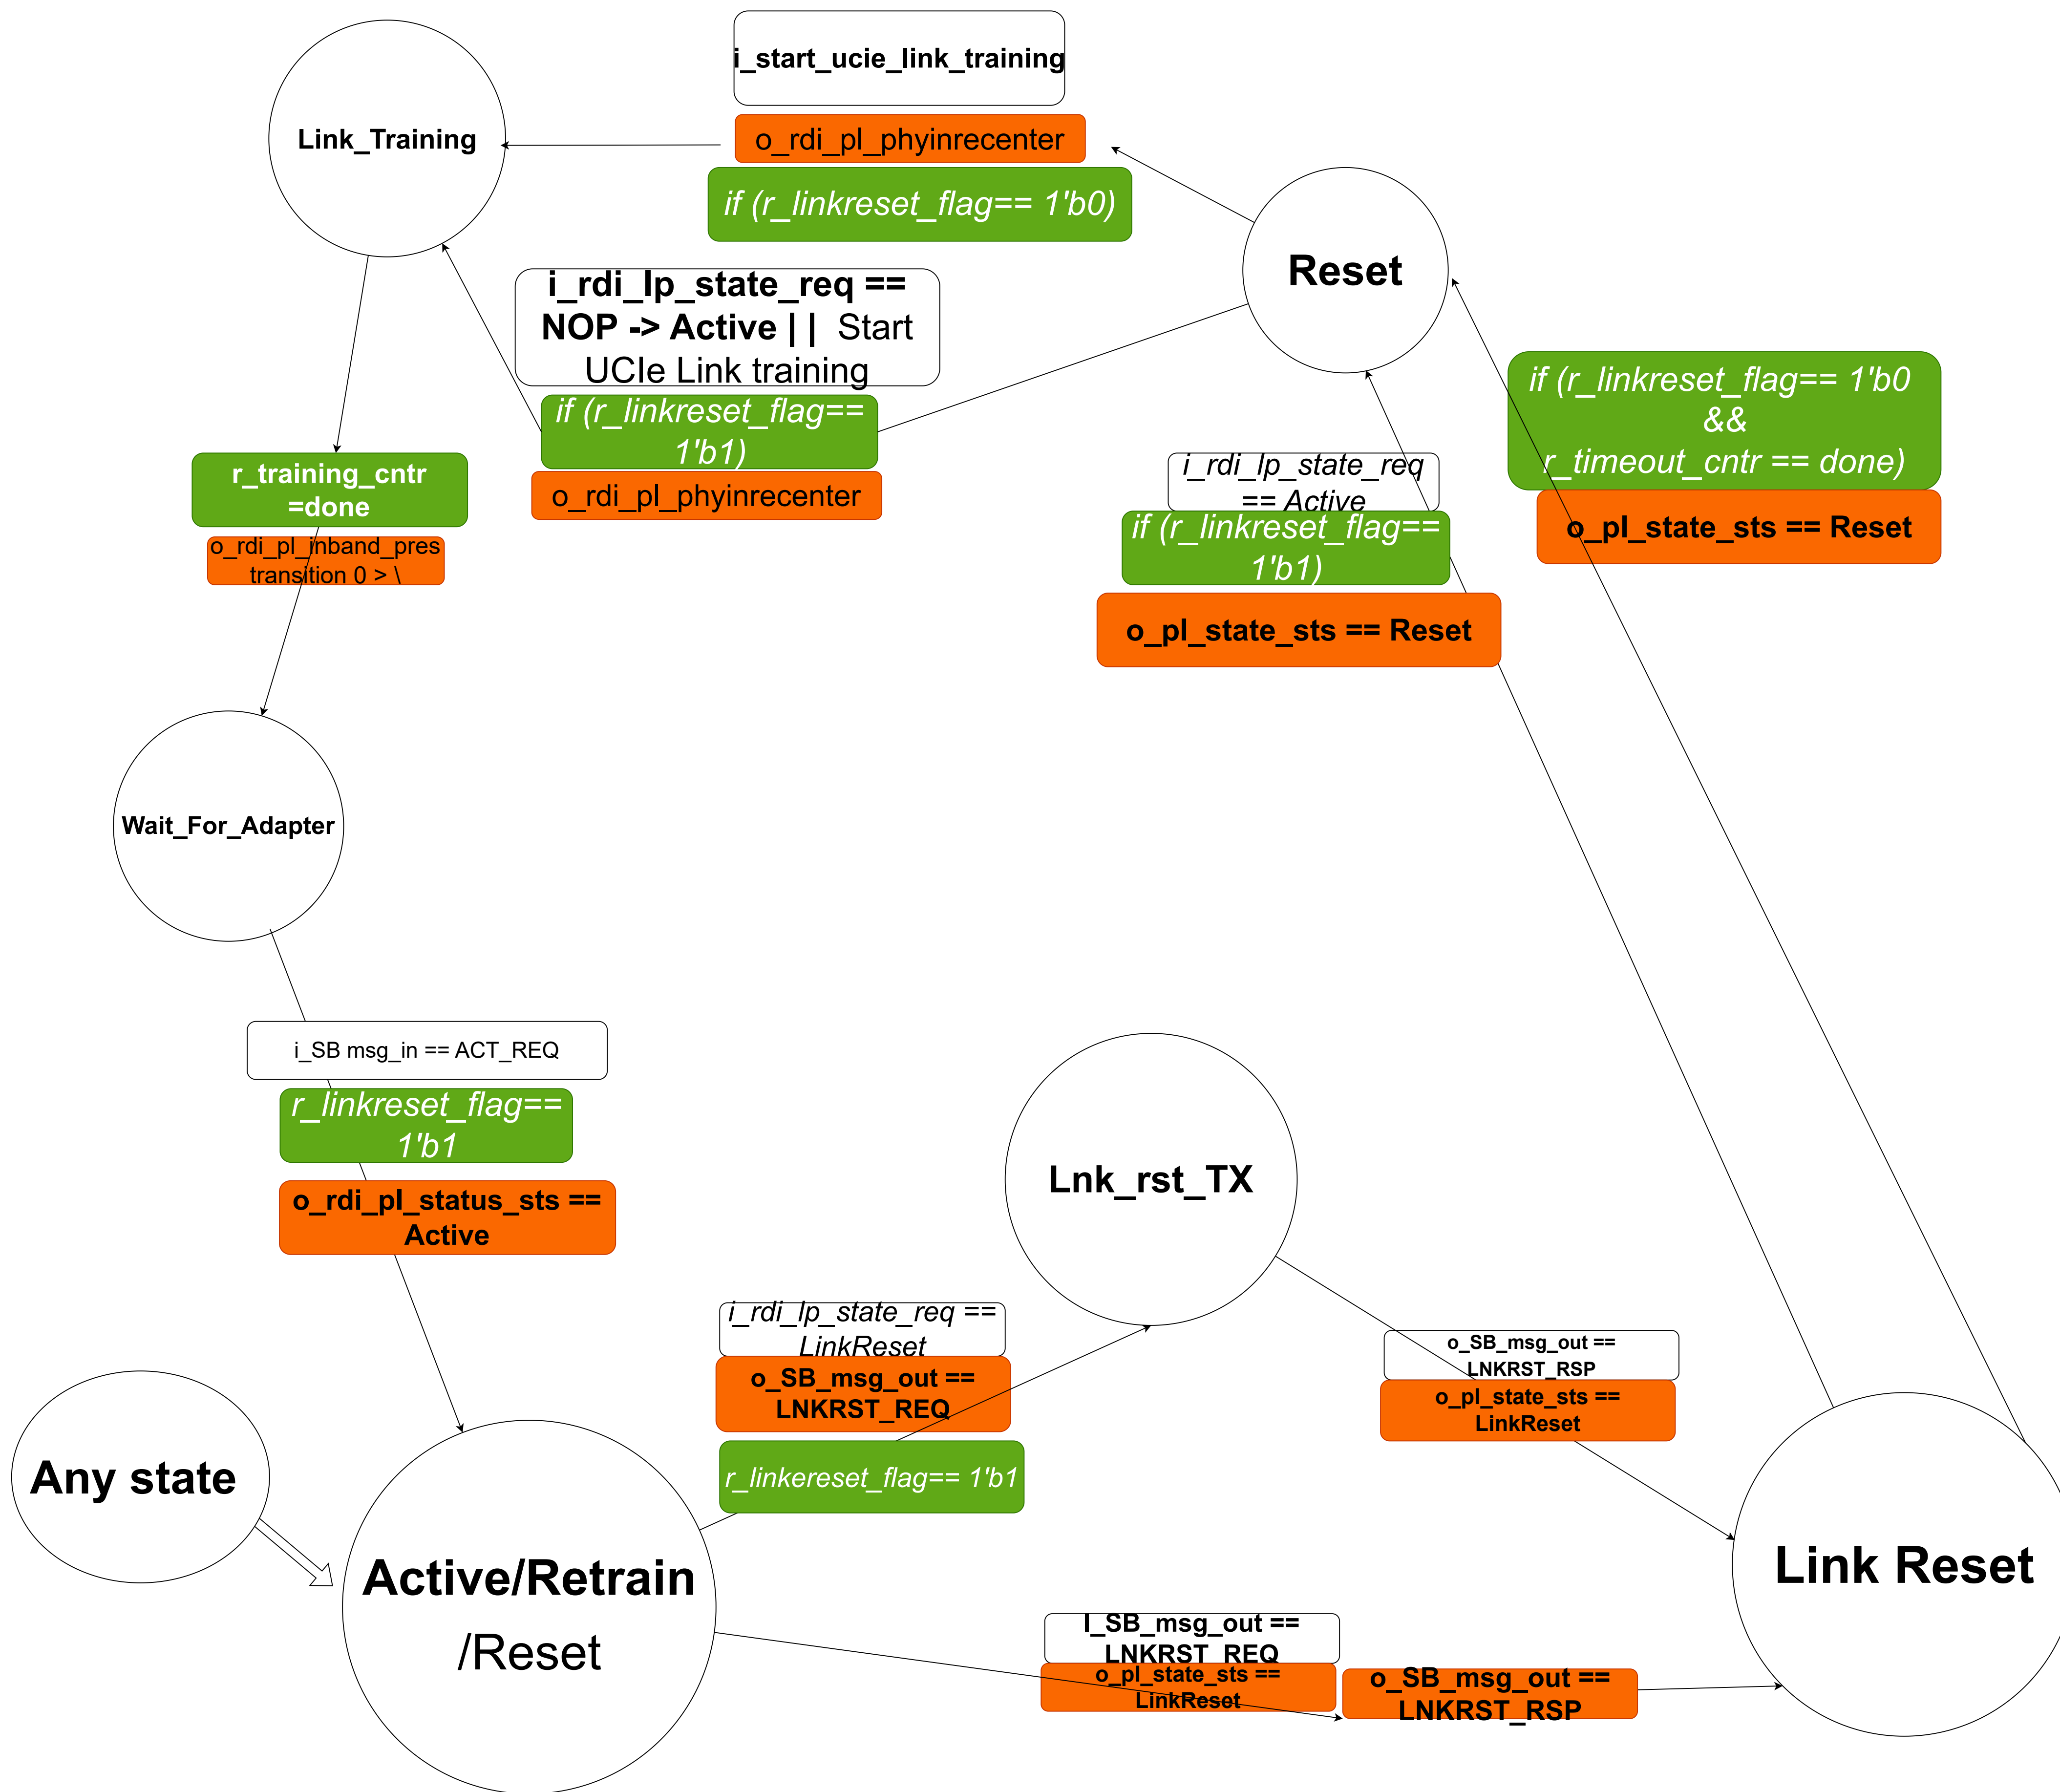 i_start_ucie_link_training
Link_Training
o_rdi_pl_phyinrecenter
if (r_linkreset_flag== 1'b0)
Reset
i_rdi_lp_state_req ==
NOP -> Active | | Start
UCIe Link training
if (r_linkreset_flag==
1'b1)
o_rdi_pl_phyinrecenter
if (r_linkreset_flag== 1'b0
&&
r_timeout_cntr == done)
o_pl_state_sts == Reset
i_rdi_lp_state_req
== Active
if (r_linkreset_flag==
1'b1)
o_pl_state_sts == Reset
r_training_cntr
=done
o_rdi_pl_inband_pres
transition 0 > \
Wait_For_Adapter
i_SB msg_in == ACT_REQ
r_linkreset_flag==
1'b1
o_rdi_pl_status_sts ==
Active
Lnk_rst_TX
i_rdi_lp_state_req ==
LinkReset
o_SB_msg_out ==
LNKRST_REQ
r_linkereset_flag== 1'b1
o_SB_msg_out ==
LNKRST_RSP
o_pl_state_sts ==
LinkReset
Any state
Active/Retrain
/Reset
Link Reset
I_SB_msg_out ==
LNKRST_REQ
o_pl_state_sts ==
LinkReset
o_SB_msg_out ==
LNKRST_RSP